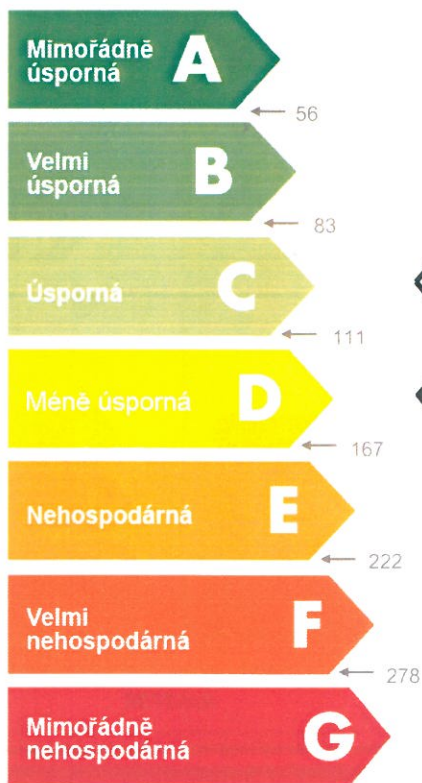 Mimořádně
úsporná
A
56
Velmi
úsporná
B
83
Úsporná
C
111
Méně úsporná
D
167
Nehospodárná
E
222
Velmi
nehospodárná
F
278
Mimořádně
nehospodárná
G